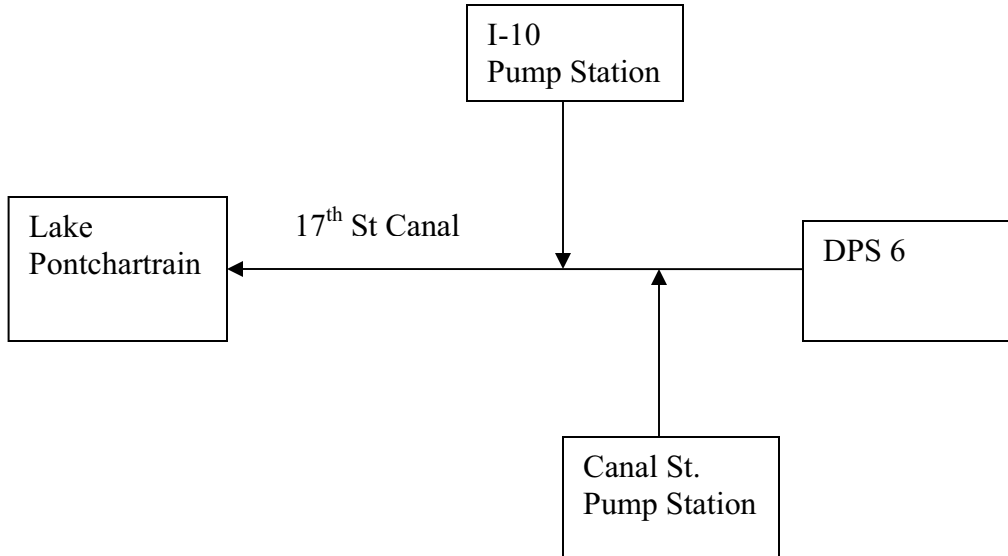 I-10
Pump Station
17th St Canal
Lake
Pontchartrain
DPS 6
Canal St.
Pump Station